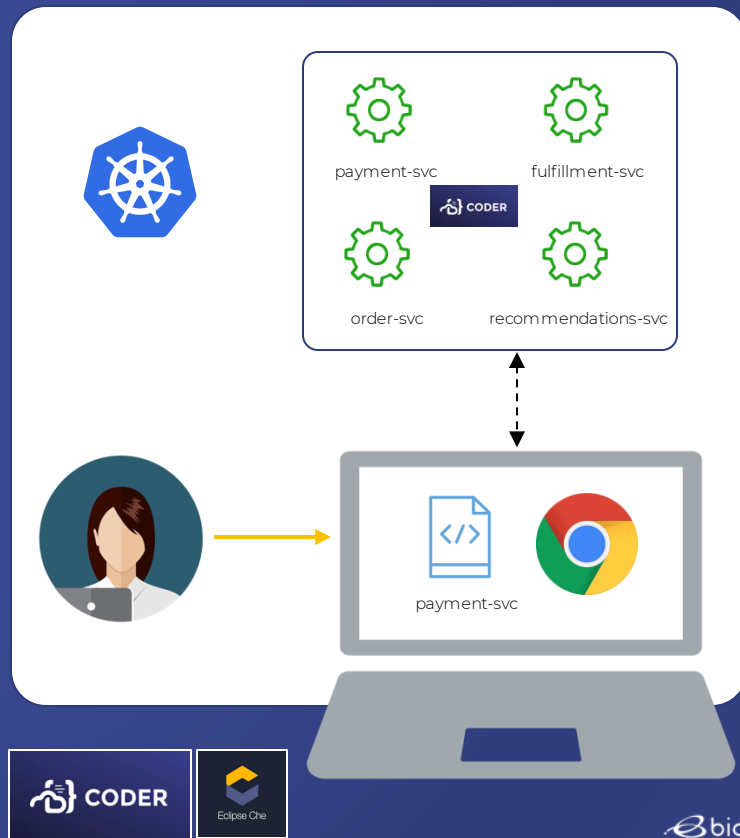 payment-svc
fulfillment-svc
CODER
order-svc
recommendations-svc
</>
payment-svc
CODER
Eclipse Che